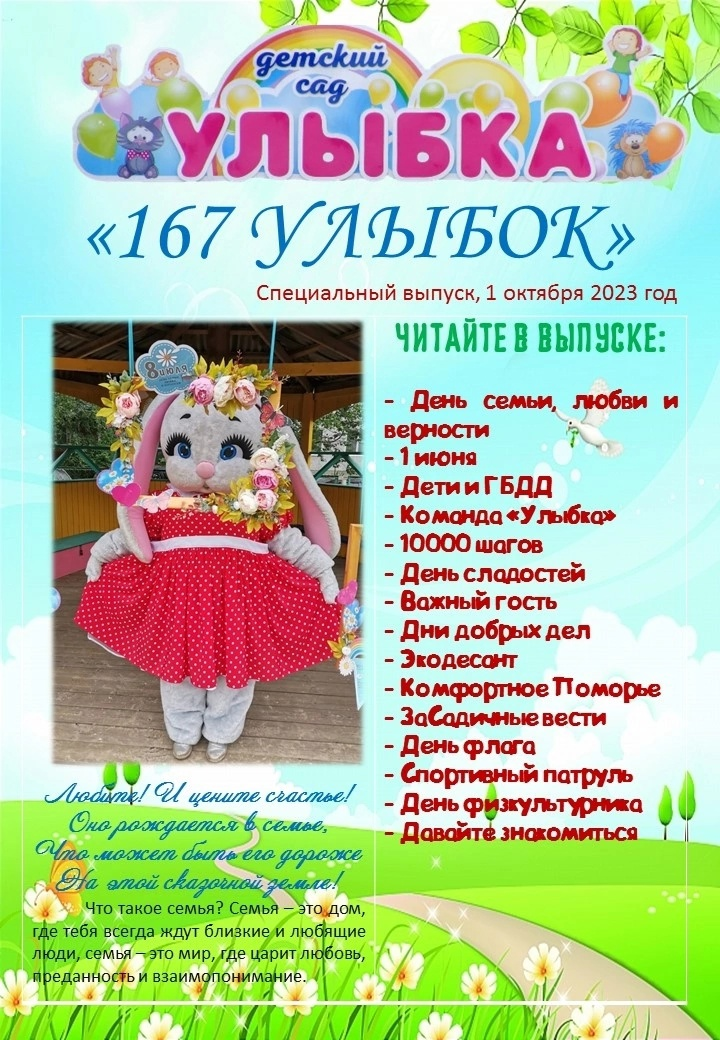 детский
сад
УЛЫБКА
«167 УЛЫБОК»
Специальный выпуск, 1 октября 2023 год
8 июля
ЧИТАЙТЕ В ВЫПУСКЕ:
- День семьи, любви и
верности
- 1 июня
- Дети и ГБДД
- Команда «Улыбка»
- 10000 шагов
- День сладостей
- Важный гость
- Дни добрых дел
- Экодесант
- Комфортное Поморье
- ЗаСадичные вести
- День флага
- Спортивный патруль
- День физкультурника
- Давайте знакомиться
Любите! И цените счастье!
Оно рождается в семье,
Что может быть его дороже
На этой сказочной земле!
Что такое семья? Семья – это дом,
где тебя всегда ждут близкие и любящие
люди, семья – это мир, где царит любовь,
преданность и взаимопонимание.